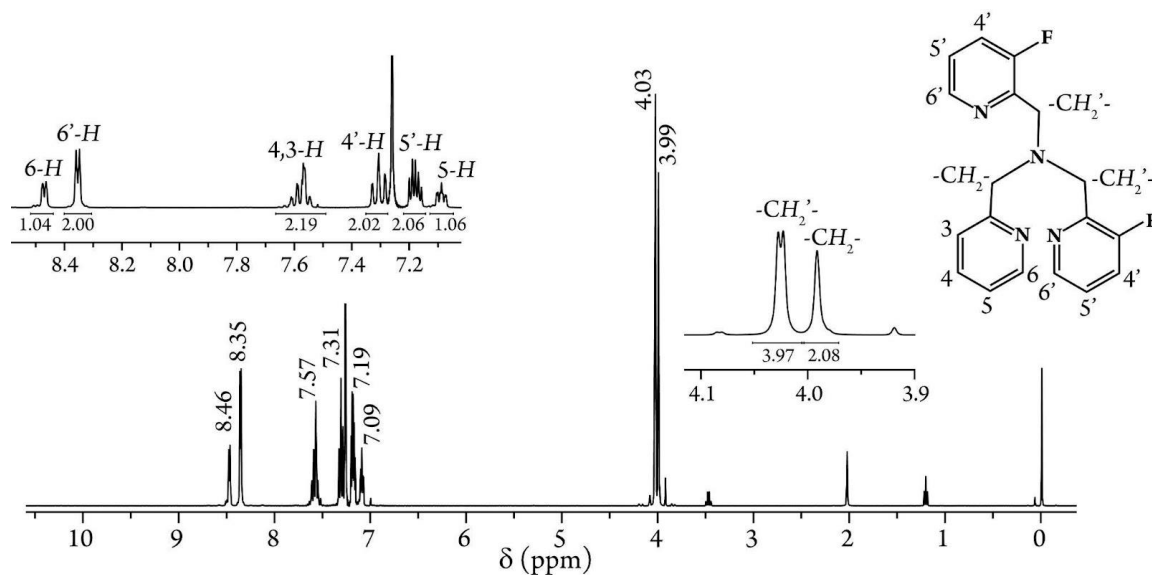 6-H
6'-H
4,3-H
4'-H
5'-H
5-H
1.04
2.00
2.19
2.02
2.06
1.06
8.4
8.2
8.0
7.8
7.6
7.4
7.2
4.03
3.99
4'
5'
F
6'
N
-CH2'-
N
-CH2-
-CH2'-
3
N
N
F
4
6
6'
4'
5
5'
-CH2'-
-CH2-
3.97
2.08
4.1
4.0
3.9
8.46
8.35
7.57
7.31
7.19
7.09
10
9
8
7
6
5
4
3
2
1
0
δ (ppm)